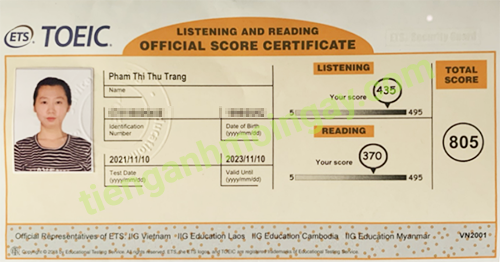 ETS TOEIC
LISTENING AND READING
OFFICIAL SCORE CERTIFICATE
Pham Thi Thu Trang
Name
Identification
Number
Date of Birth
(yyyy/mm/dd)
2021/11/10
Test Date
(yyyy/mm/dd)
2023/11/10
Valid Until
(yyyy/mm/dd)
LISTENING
Your score
435
5 495
READING
Your score
370
5 495
TOTAL
SCORE
805
tienganhmoingay.com
Official Representatives of ETS: IIG Vietnam - IIG Education Laos IIG Education Cambodia IIG Education Myanmar VN2001